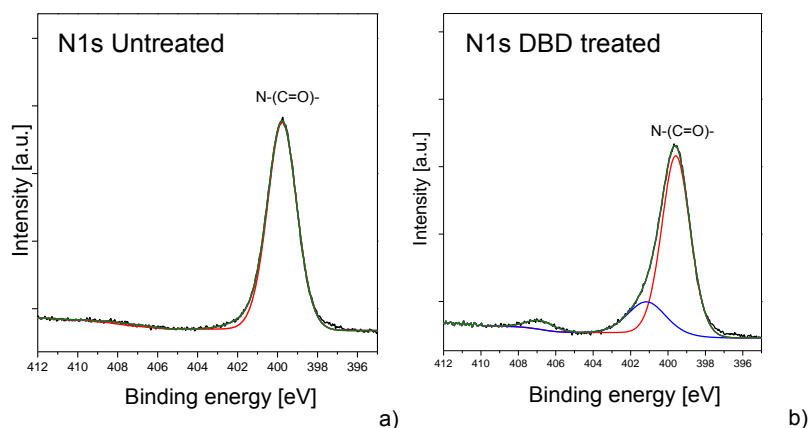 N1s Untreated
N-(C=O)-
Intensity [a.u.]
412 410 408 406 404 402 400 398 396
Binding energy [eV]
a)
N1s DBD treated
N-(C=O)-
Intensity [a.u.]
412 410 408 406 404 402 400 398 396
Binding energy [eV]
b)